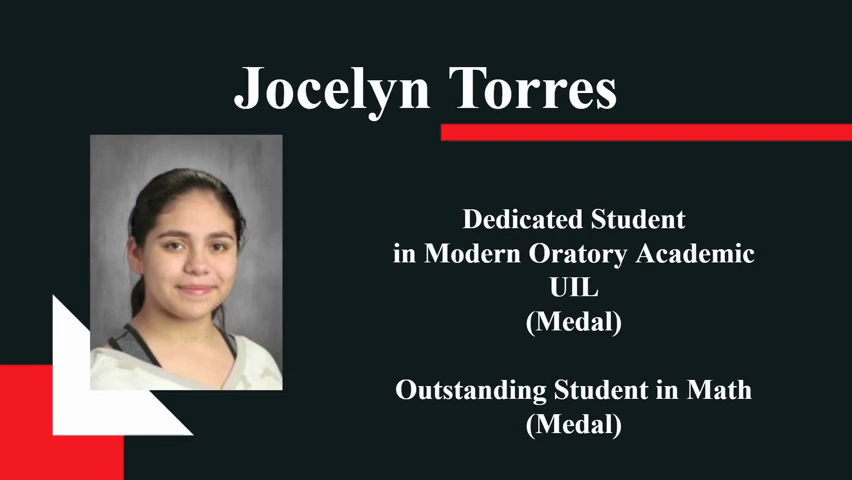 Jocelyn Torres
Dedicated Student
in Modern Oratory Academic
UIL
(Medal)
Outstanding Student in Math
(Medal)